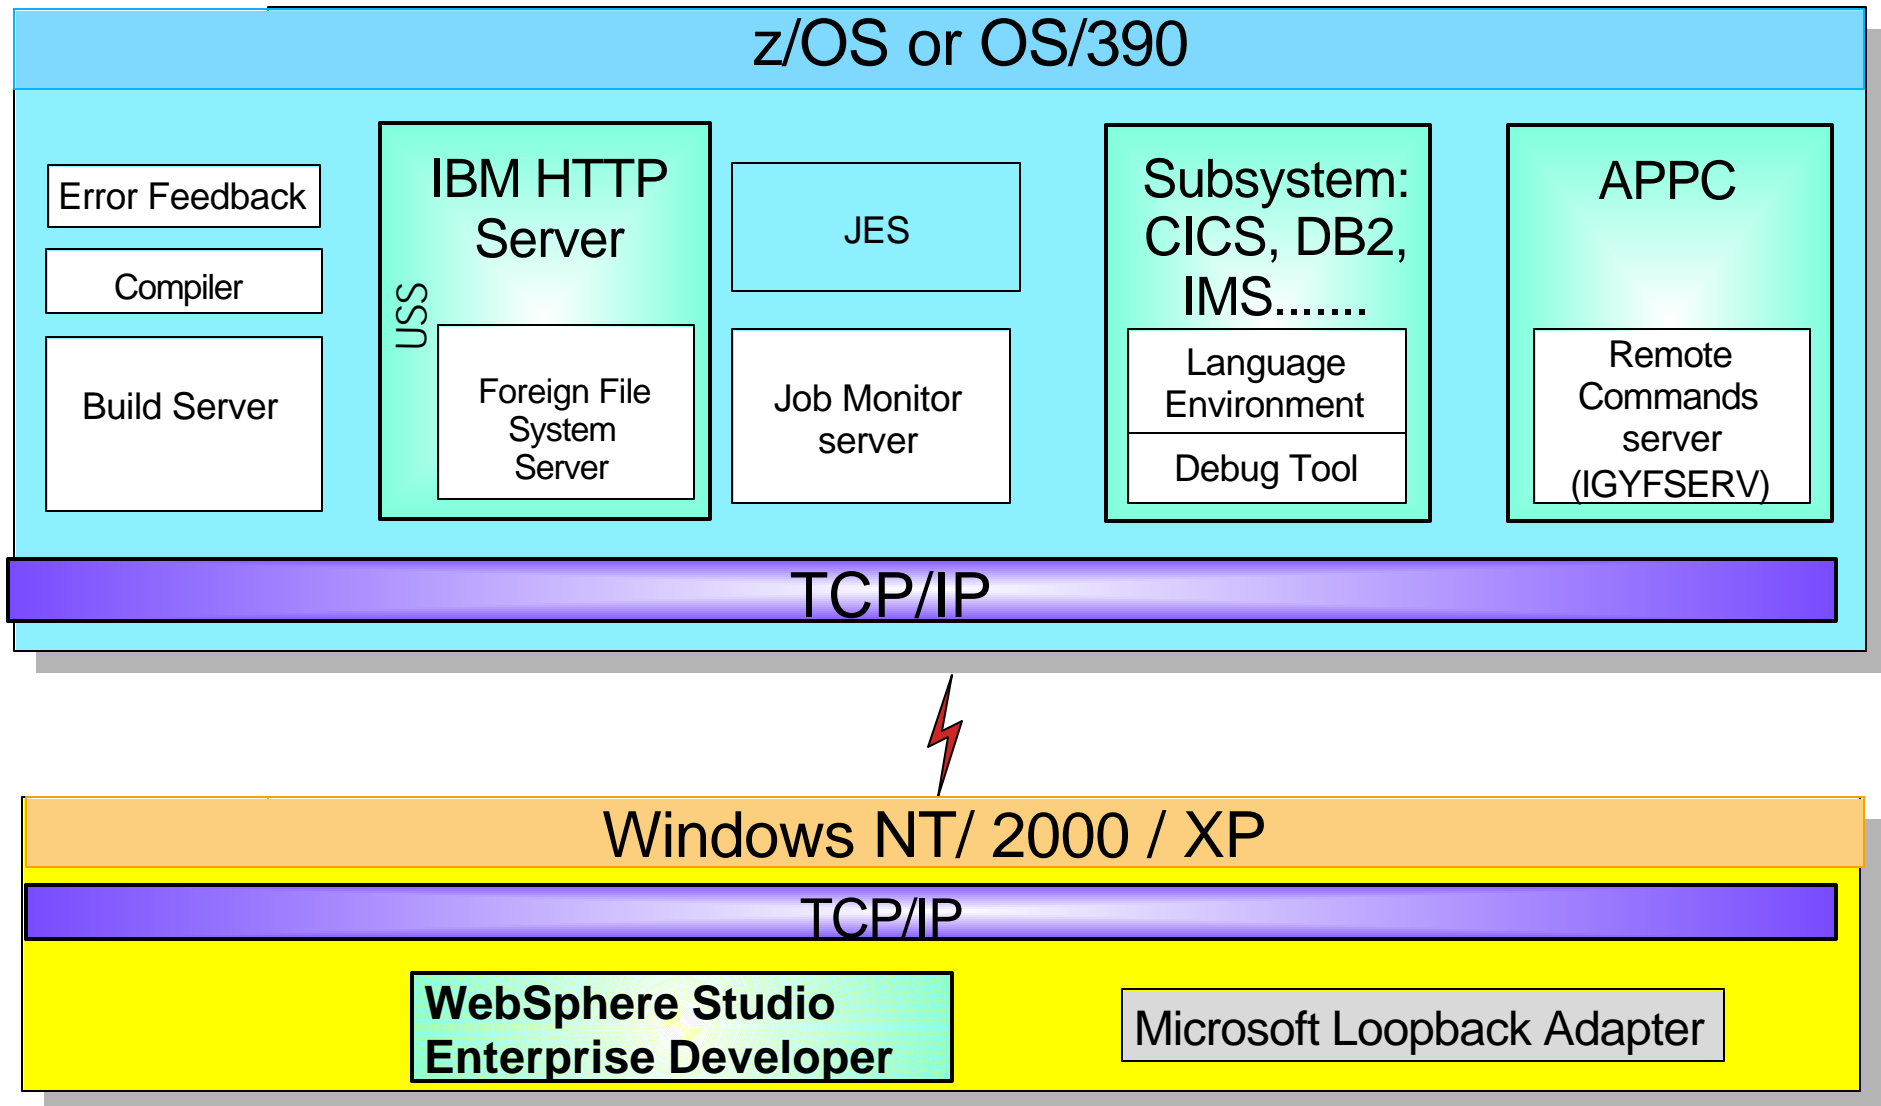 z/OS or OS/390
Error Feedback
Compiler
Build Server
IBM HTTP
Server
USS
Foreign File
System
Server
JES
Job Monitor
server
Subsystem:
CICS, DB2,
IMS.......
Language
Environment
Debug Tool
APPC
Remote
Commands
server
(IGYFSERV)
TCP/IP
Windows NT/ 2000 / XP
TCP/IP
WebSphere Studio
Enterprise Developer
Microsoft Loopback Adapter